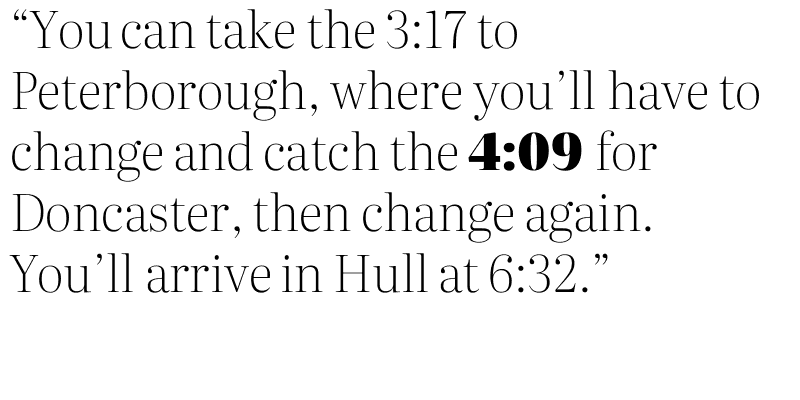 “You can take the 3:17 to
Peterborough, where you’ll have to
change and catch the 4:09 for
Doncaster, then change again.
You’ll arrive in Hull at 6:32.”